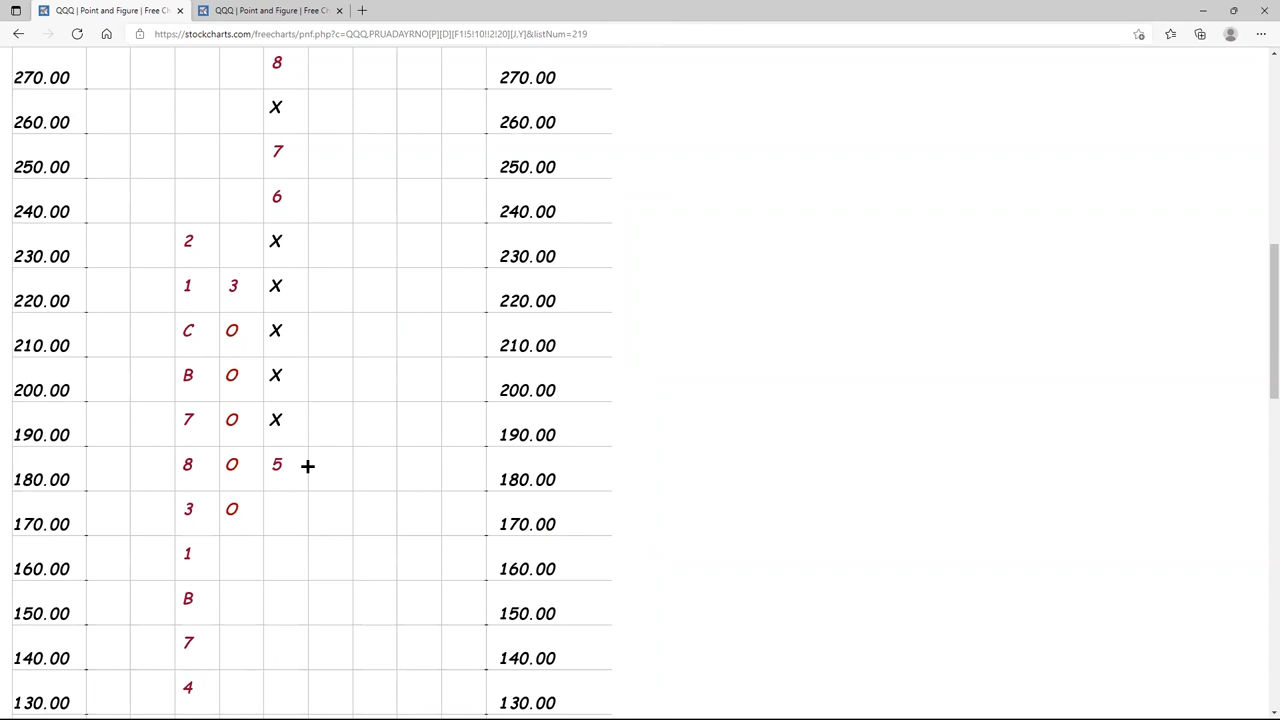 QQQ | Point and Figure | Free Ch
QQQ | Point and Figure | Free Ch
https://stockcharts.com/freecharts/pnf.php?c=QQQ,PRUADAYRNO[P][D][F1!5!10!!2!20][J,Y]&listNum=219
8
270.00 270.00
X
260.00 260.00
7
250.00 250.00
6
240.00 240.00
2 X
230.00 230.00
1 3 X
220.00 220.00
C O X
210.00 210.00
B O X
200.00 200.00
7 O X
190.00 190.00
8 O 5
180.00 180.00
3 O
170.00 170.00
1
160.00 160.00
B
150.00 150.00
7
140.00 140.00
4
130.00 130.00